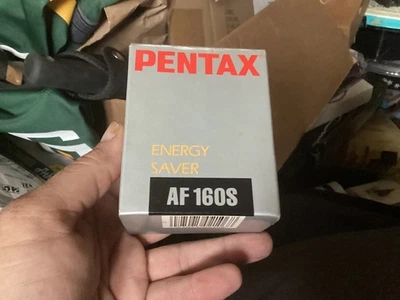 PENTAX
ENERGY
SAVER
AF 160S